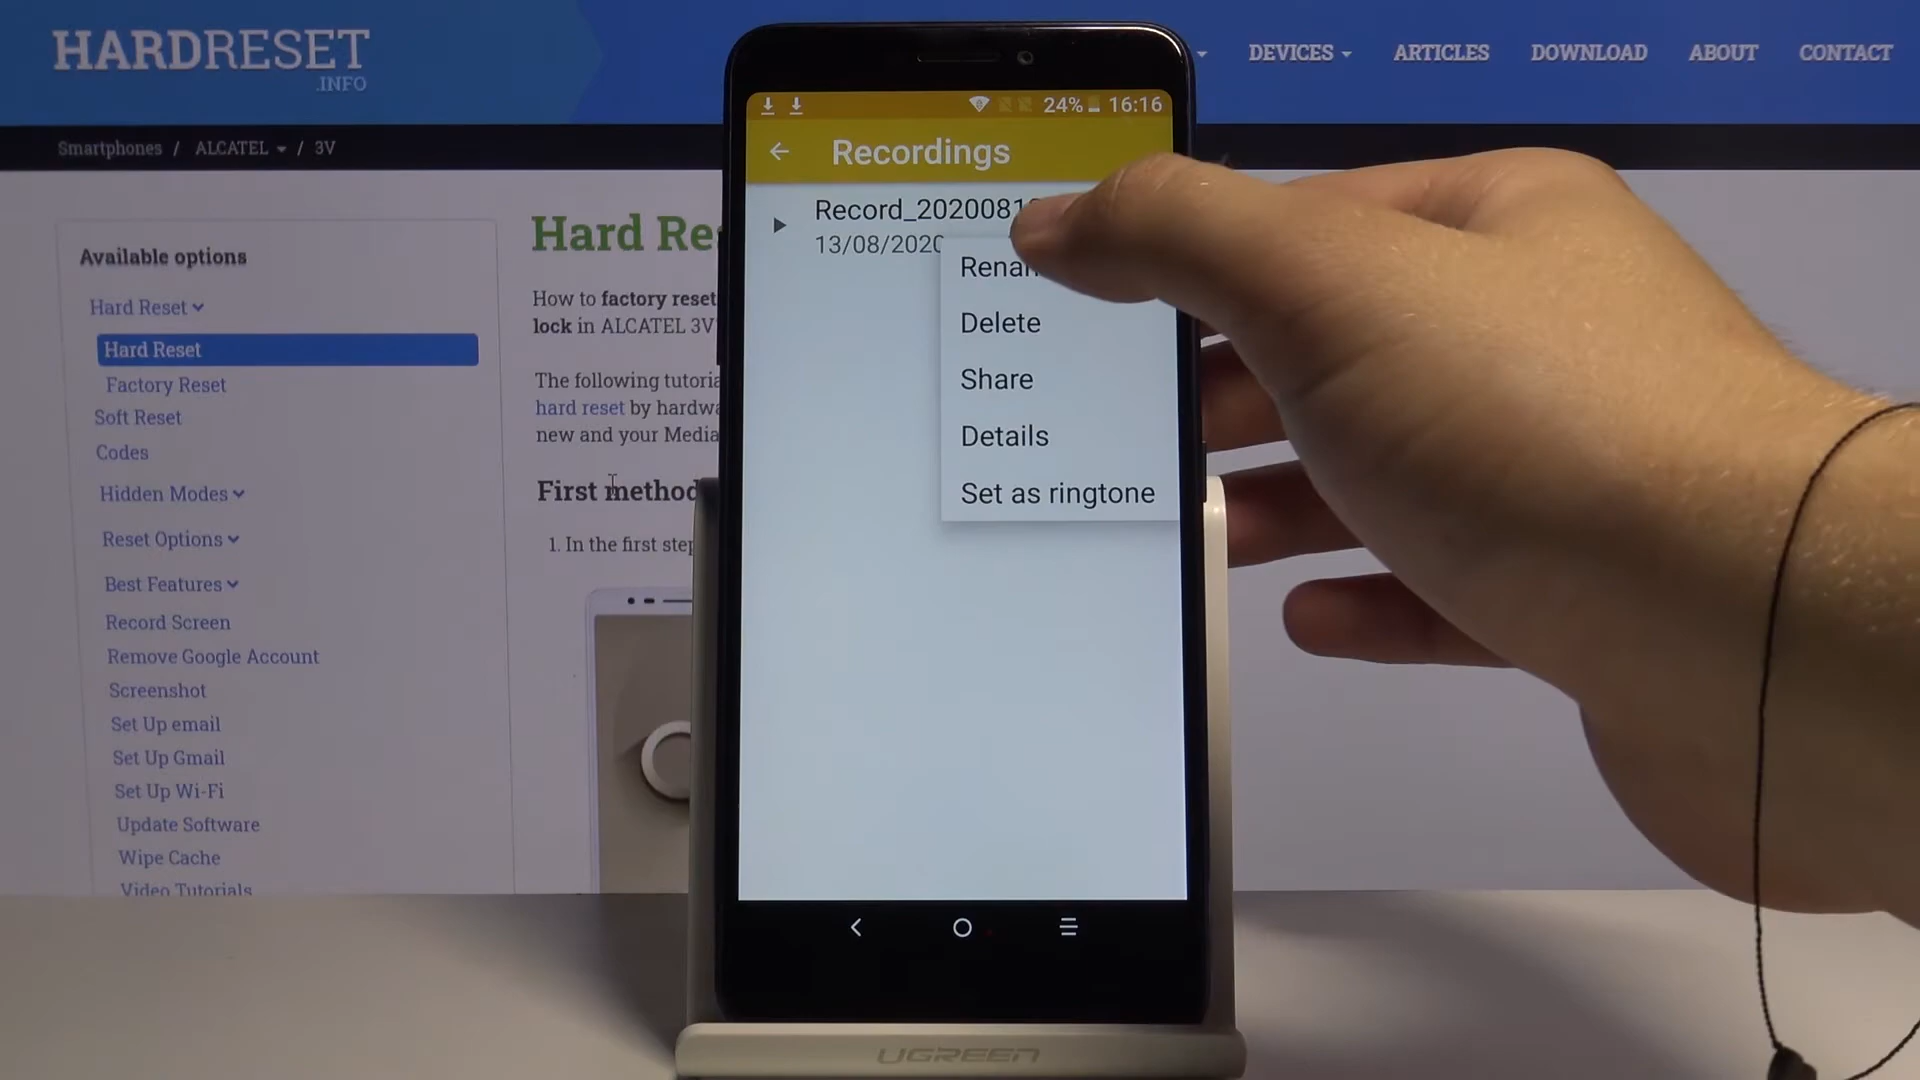 HARDRESET
.INFO
DEVICES
ARTICLES
DOWNLOAD
ABOUT
CONTACT
Smartphones / ALCATEL / 3V
Available options
Hard Reset
Hard Reset
Factory Reset
Soft Reset
Codes
Hidden Modes
Reset Options
Best Features
Record Screen
Remove Google Account
Screenshot
Set Up email
Set Up Gmail
Set Up Wi-Fi
Update Software
Wipe Cache
Video Tutorials
Hard Re
How to factory reset
lock in ALCATEL 3V
The following tutoria
hard reset by hardwa
new and your Media
First method
1. In the first step
24% 16:16
Recordings
Record_2020081
13/08/2020
Renam
Delete
Share
Details
Set as ringtone
UGREEN